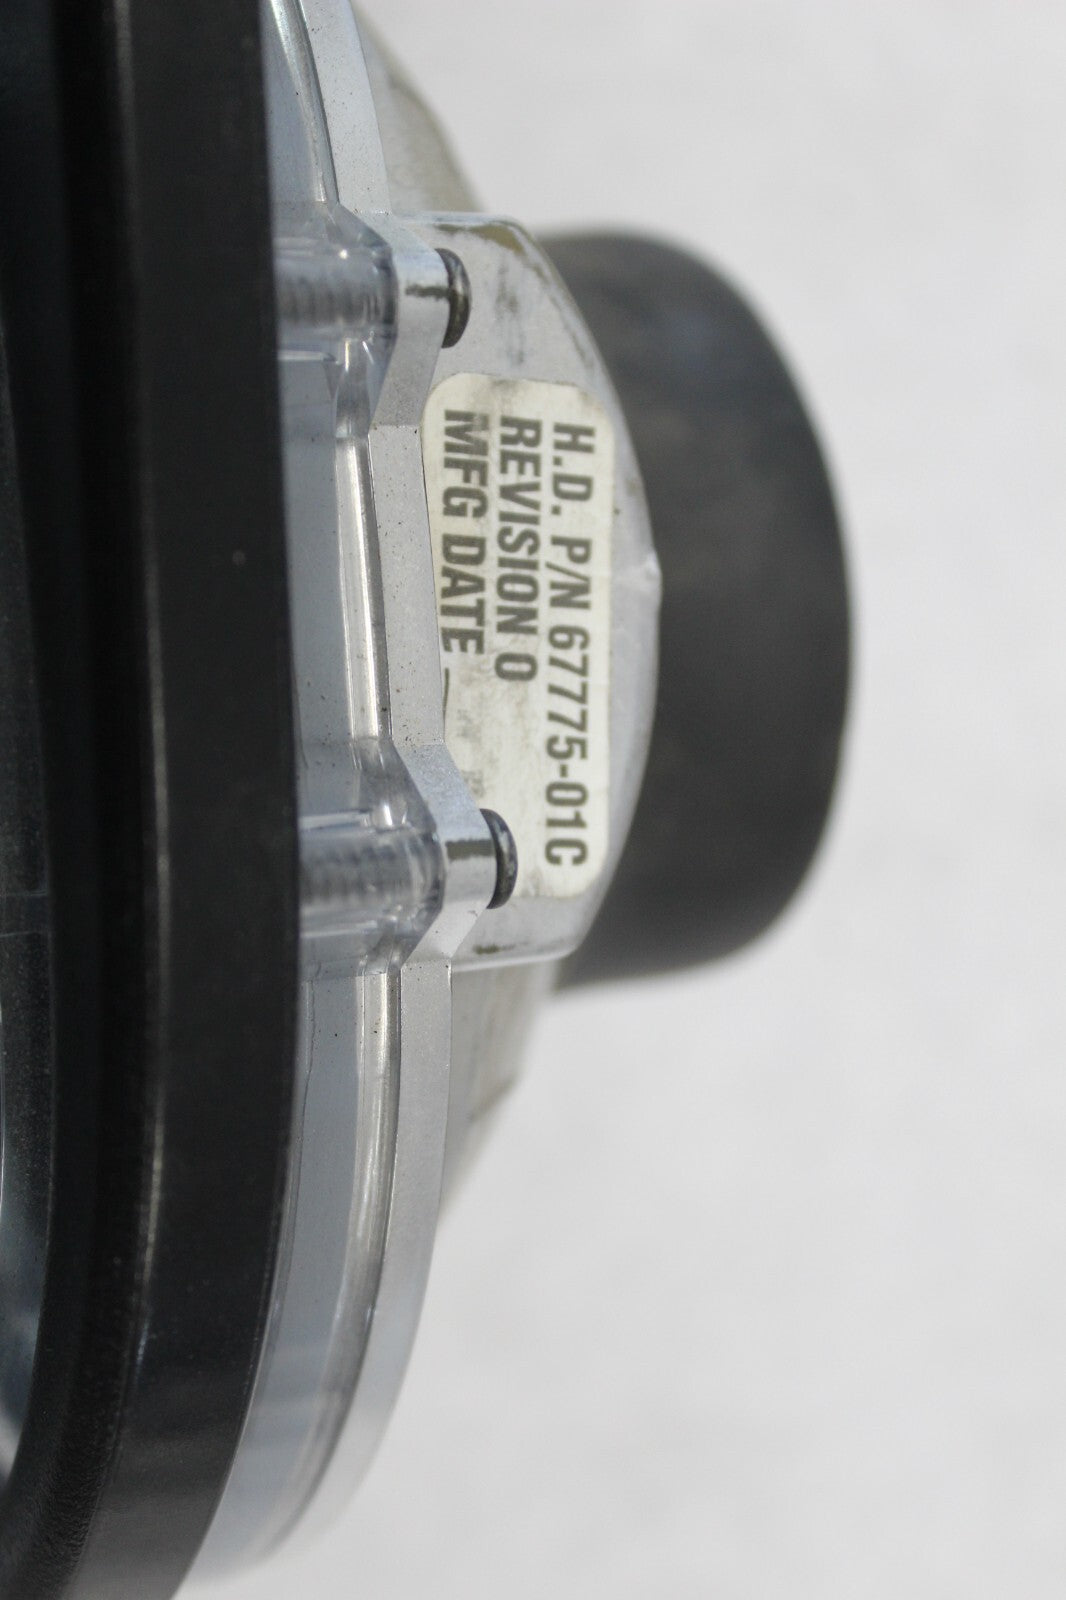 H.D. P/N 67775-01C
REVISION 0
MFG DATE